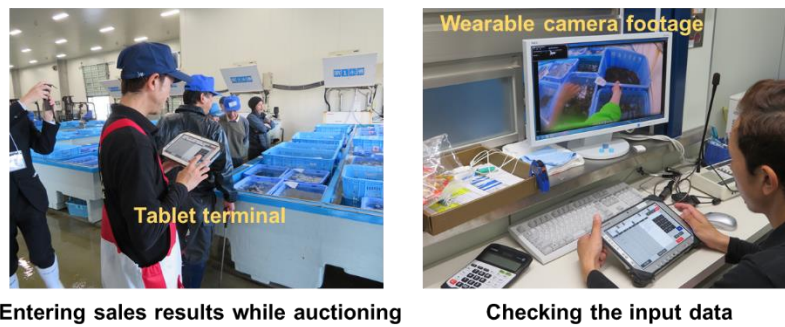 Wearable camera footage
Tablet terminal
Entering sales results while auctioning
Checking the input data